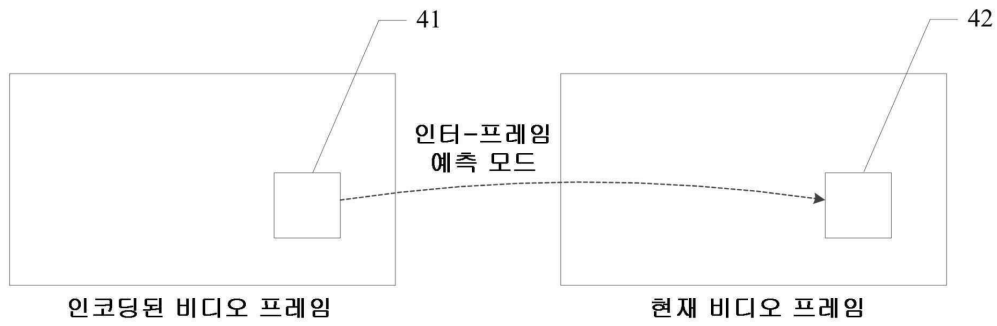 41
42
인터-프레임
예측 모드
인코딩된 비디오 프레임
현재 비디오 프레임